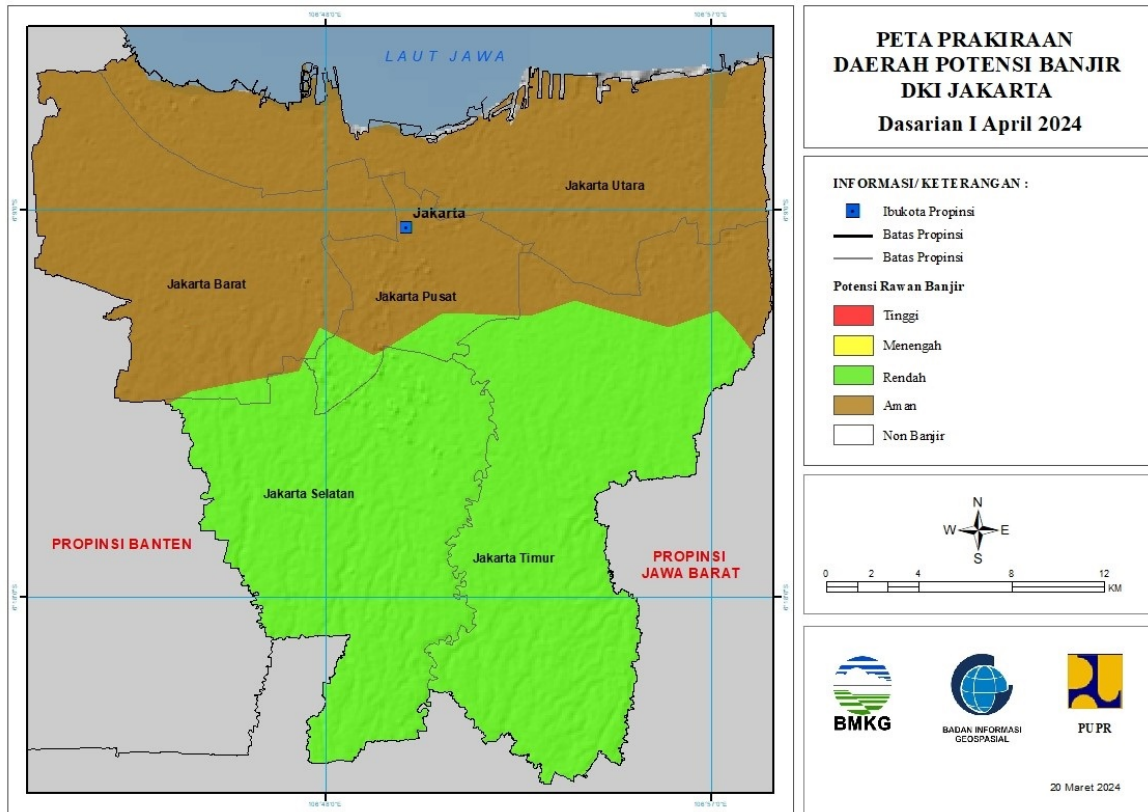 PETA PRAKIRAAN
DAERAH POTENSI BANJIR
DKI JAKARTA
Dasarian I April 2024
INFORMASI/KETERANGAN :
Ibukota Propinsi
Batas Propinsi
Batas Propinsi
Potensi Rawan Banjir
Tinggi
Menengah
Rendah
Aman
Non Banjir
N
W E
S
0 2 4 8 12
KM
BMKG
BADAN INFORMASI
GEOSPASIAL
PUPR
20 Maret 2024
LAUT JAWA
Jakarta Utara
Jakarta
Jakarta Barat
Jakarta Pusat
Jakarta Selatan
PROPINSI BANTEN
Jakarta Timur
PROPINSI
JAWA BARAT